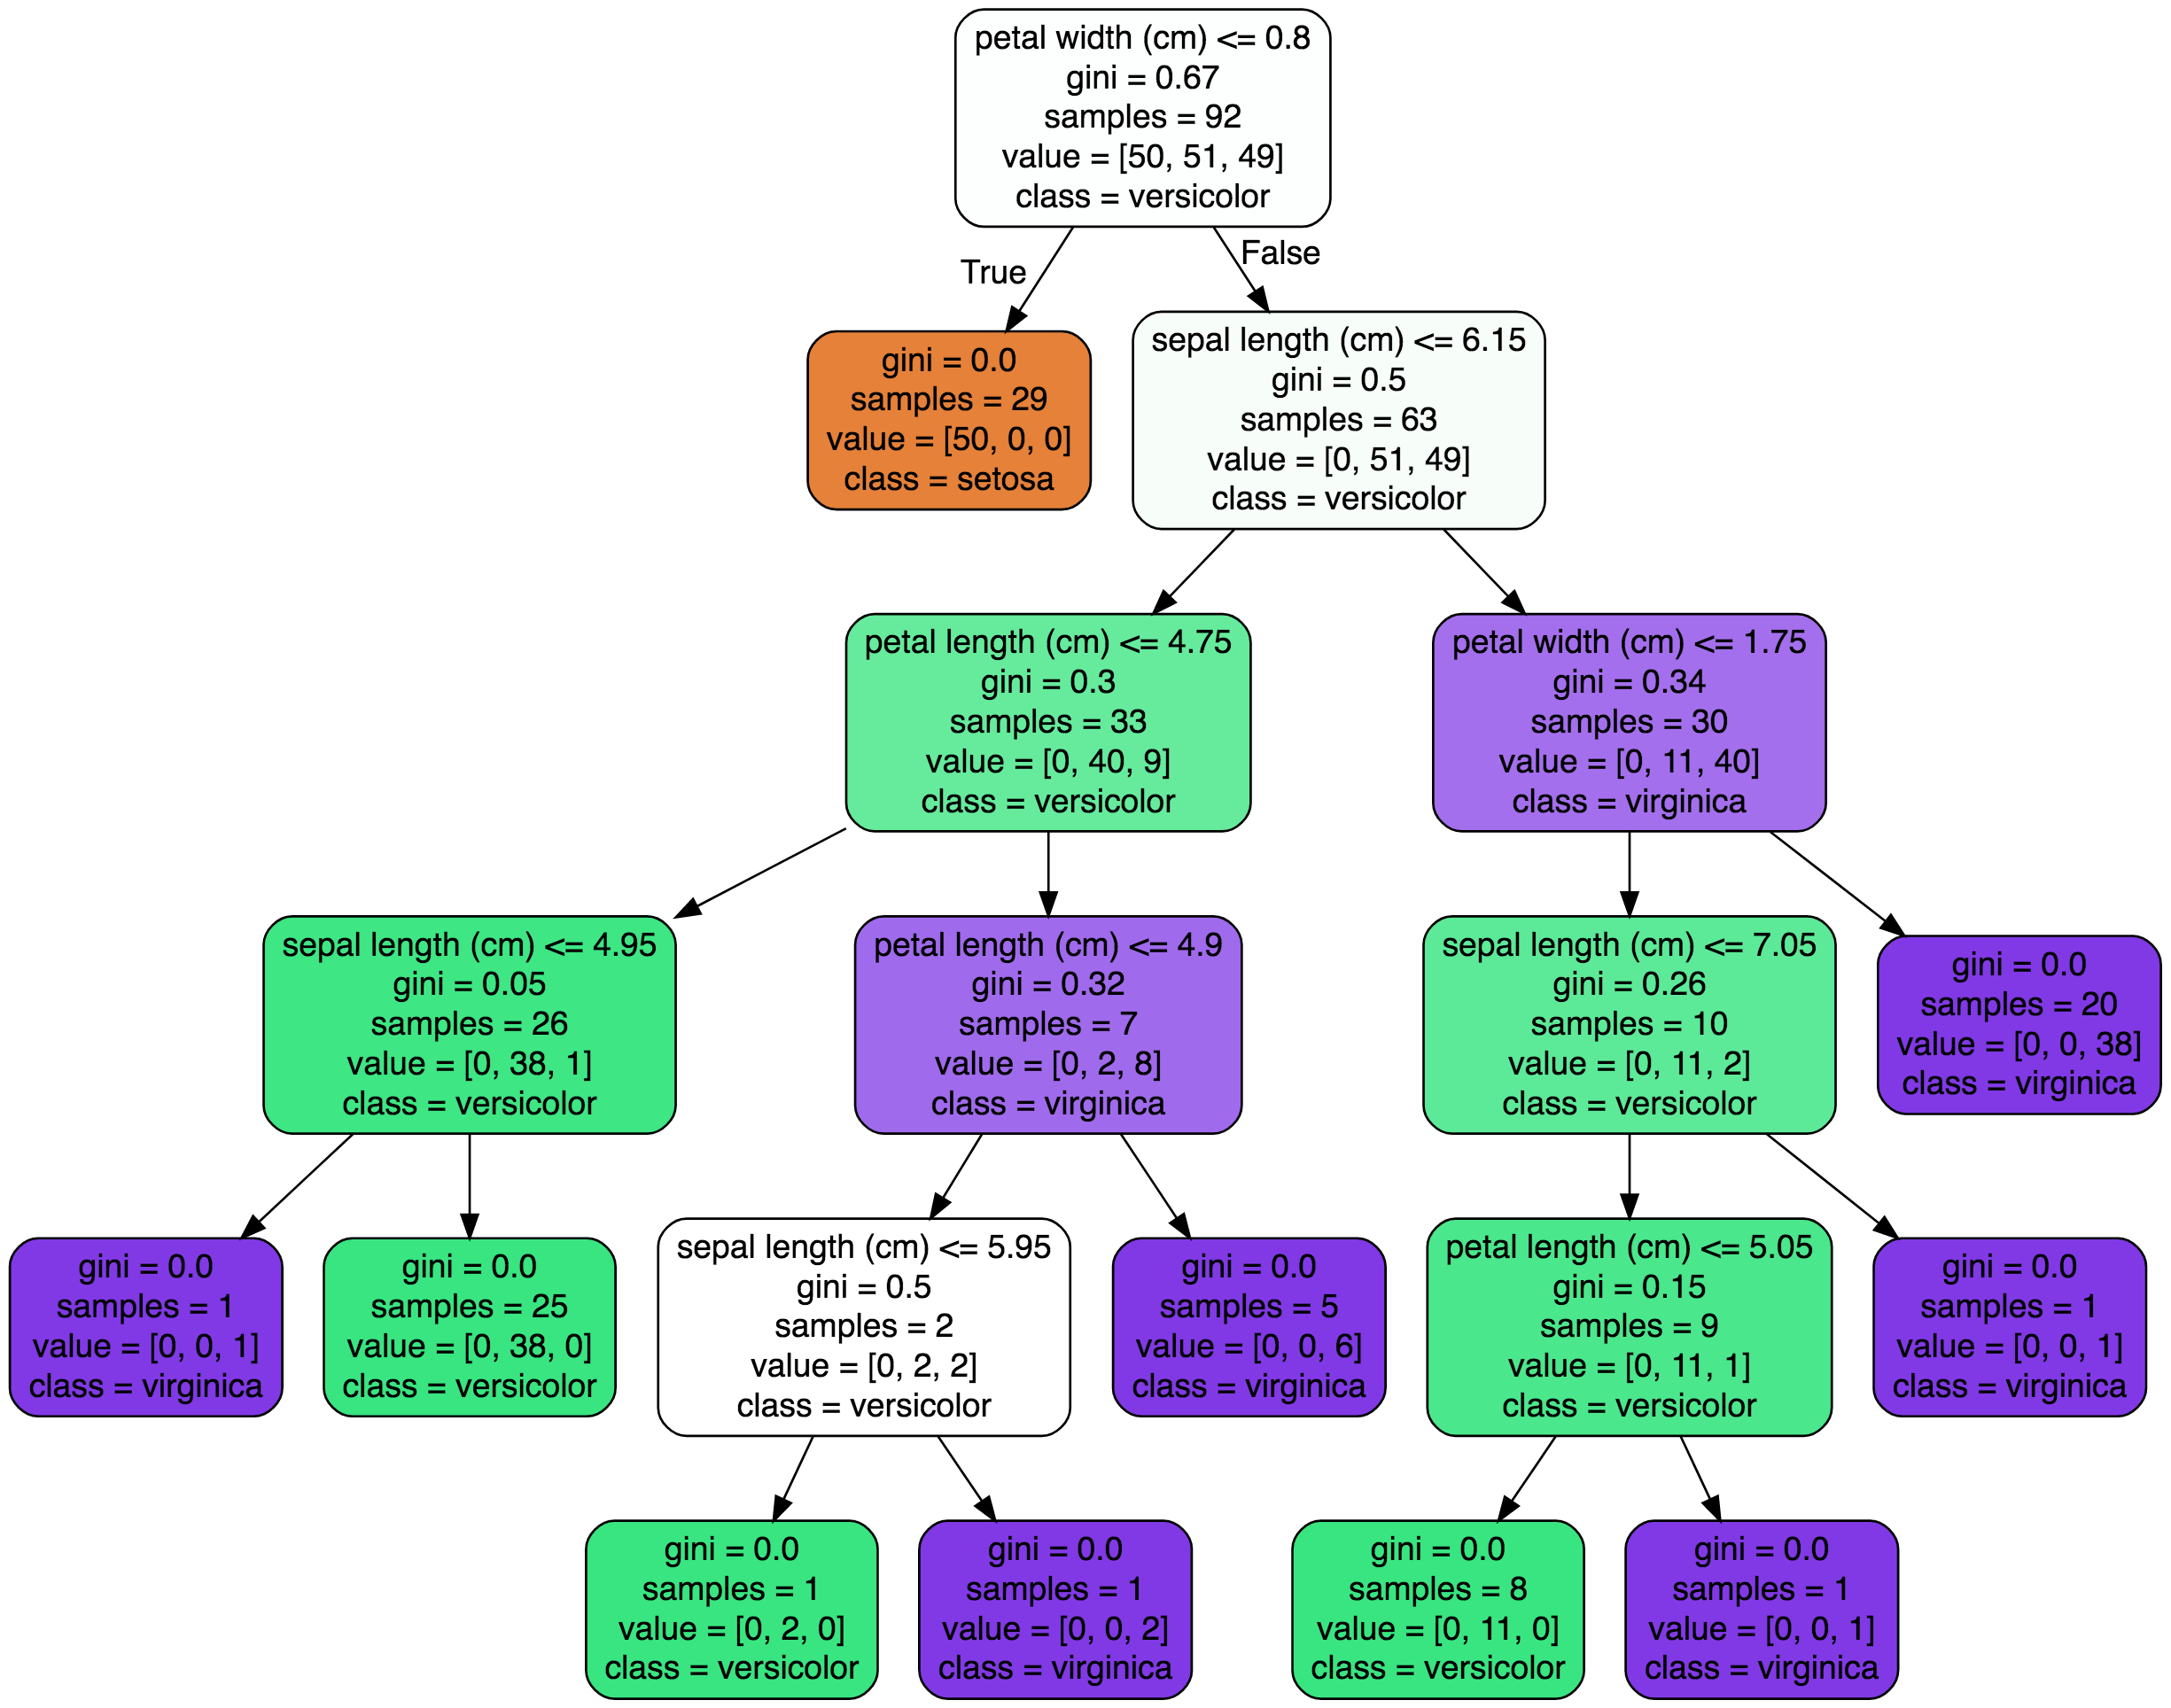 petal width (cm) <= 0.8
gini = 0.67
samples = 92
value = [50, 51, 49]
class = versicolor
True
False
gini = 0.0
samples = 29
value = [50, 0, 0]
class = setosa
sepal length (cm) <= 6.15
gini = 0.5
samples = 63
value = [0, 51, 49]
class = versicolor
petal length (cm) <= 4.75
gini = 0.3
samples = 33
value = [0, 40, 9]
class = versicolor
petal width (cm) <= 1.75
gini = 0.34
samples = 30
value = [0, 11, 40]
class = virginica
sepal length (cm) <= 4.95
gini = 0.05
samples = 26
value = [0, 38, 1]
class = versicolor
petal length (cm) <= 4.9
gini = 0.32
samples = 7
value = [0, 2, 8]
class = virginica
sepal length (cm) <= 7.05
gini = 0.26
samples = 10
value = [0, 11, 2]
class = versicolor
gini = 0.0
samples = 20
value = [0, 0, 38]
class = virginica
gini = 0.0
samples = 1
value = [0, 0, 1]
class = virginica
gini = 0.0
samples = 25
value = [0, 38, 0]
class = versicolor
sepal length (cm) <= 5.95
gini = 0.5
samples = 2
value = [0, 2, 2]
class = versicolor
gini = 0.0
samples = 5
value = [0, 0, 6]
class = virginica
petal length (cm) <= 5.05
gini = 0.15
samples = 9
value = [0, 11, 1]
class = versicolor
gini = 0.0
samples = 1
value = [0, 0, 1]
class = virginica
gini = 0.0
samples = 1
value = [0, 2, 0]
class = versicolor
gini = 0.0
samples = 1
value = [0, 0, 2]
class = virginica
gini = 0.0
samples = 8
value = [0, 11, 0]
class = versicolor
gini = 0.0
samples = 1
value = [0, 0, 1]
class = virginica